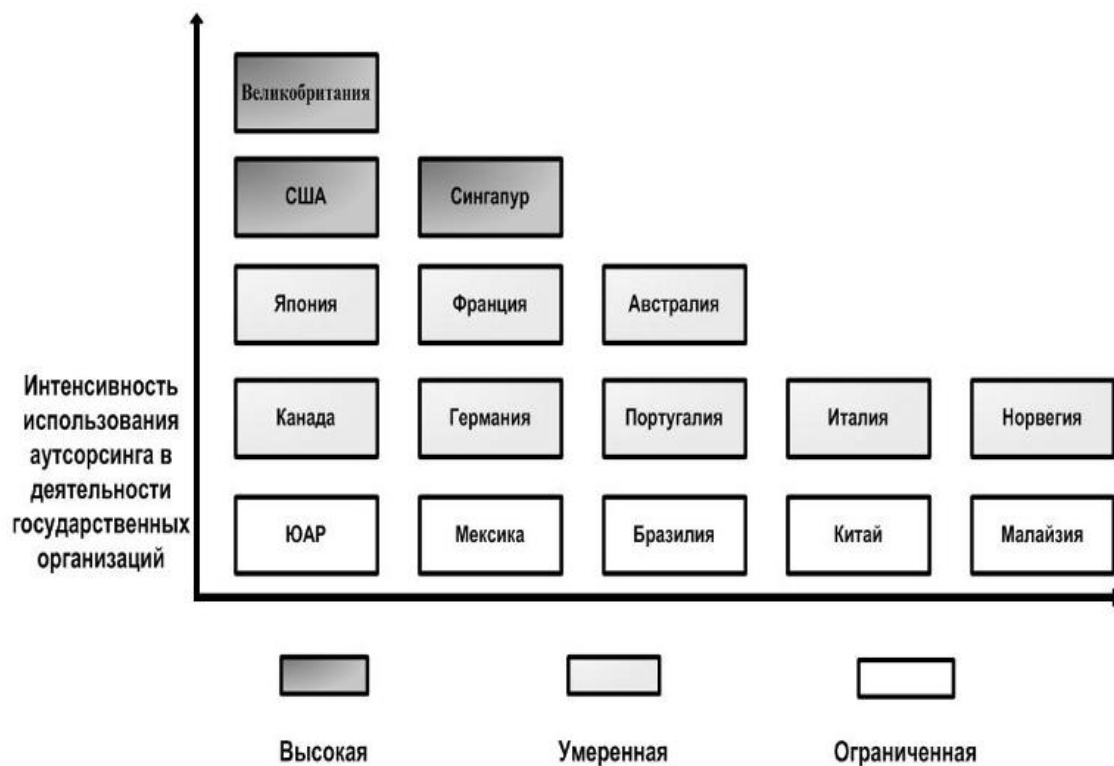 Великобритания
США
Сингапур
Япония
Франция
Австралия
Интенсивность
использования
аутсорсинга в
деятельности
государственных
организаций
Канада
Германия
Португалия
Италия
Норвегия
ЮАР
Мексика
Бразилия
Китай
Малайзия
Высокая
Умеренная
Ограниченная